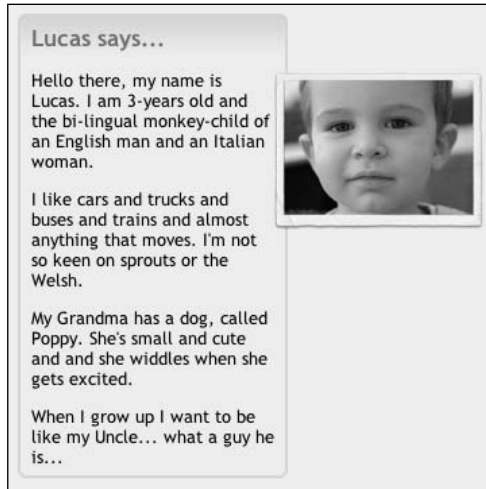 Lucas says...
Hello there, my name is
Lucas. I am 3-years old and
the bi-lingual monkey-child of
an English man and an Italian
woman.
I like cars and trucks and
buses and trains and almost
anything that moves. I'm not
so keen on sprouts or the
Welsh.
My Grandma has a dog, called
Poppy. She's small and cute
and and she widdles when she
gets excited.
When I grow up I want to be
like my Uncle... what a guy he
is...